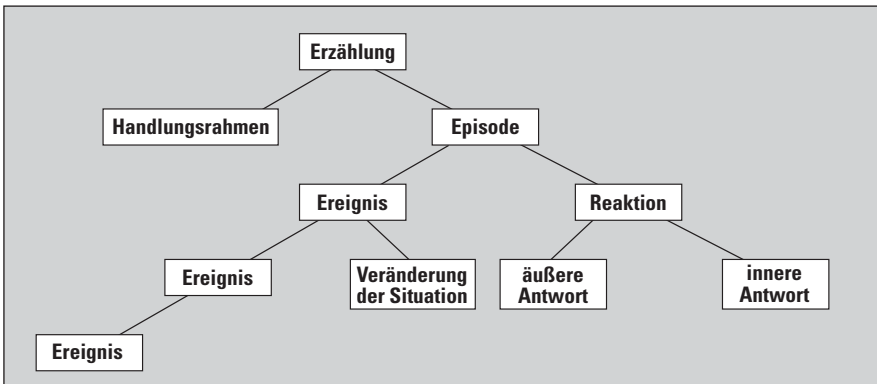 Erzählung
Handlungsrahmen
Episode
Ereignis
Reaktion
Ereignis
Veränderung
der Situation
äußere
Antwort
innere
Antwort
Ereignis